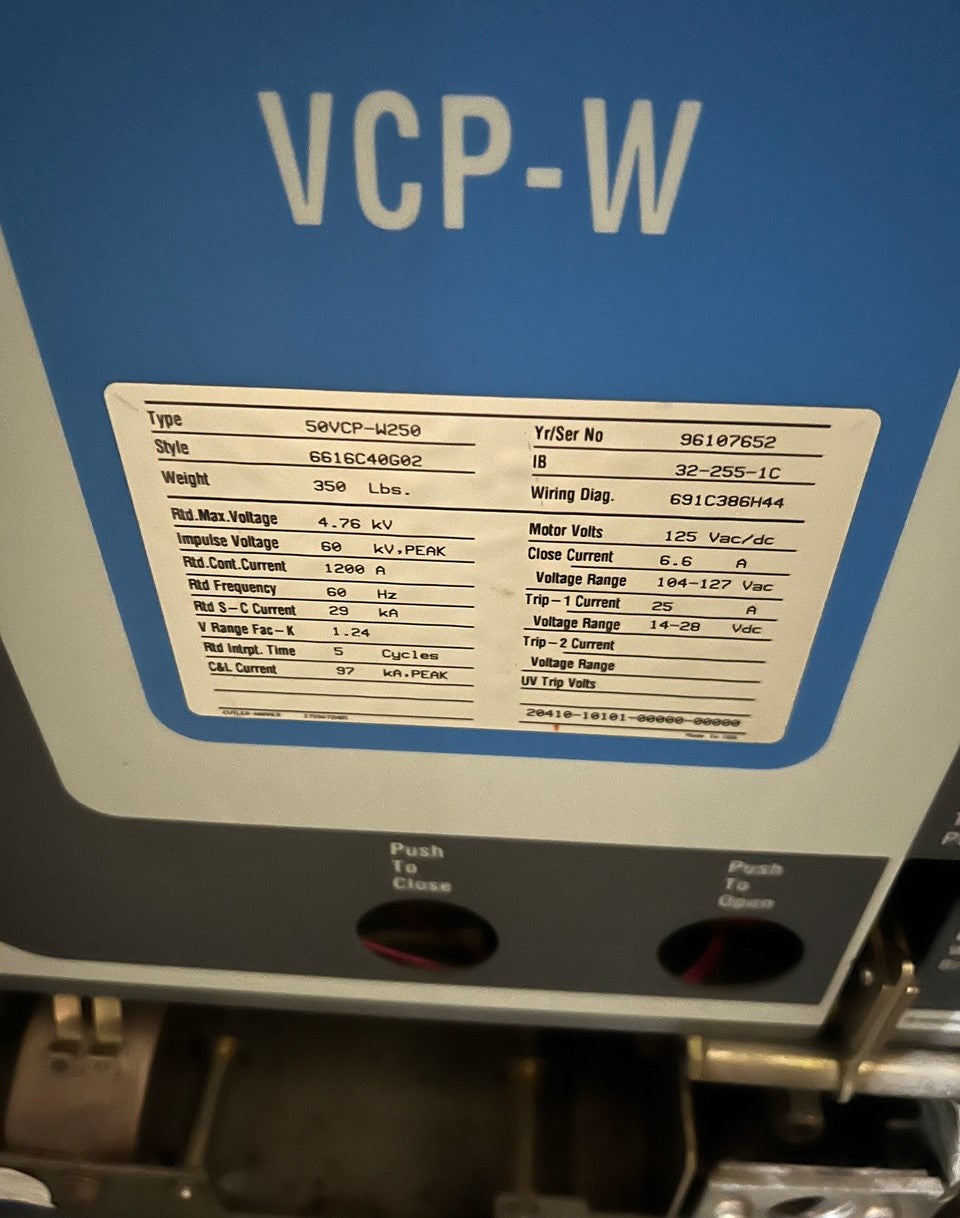 VCP-W
Type 50VCP-W250
Style 6616C40G02
Weight 350 Lbs.
Yr/Ser No 96107652
IB 32-255-1C
Wiring Diag. 691C386H44
Rtd.Max.Voltage 4.76 kV
Impulse Voltage 60 kV,PEAK
Rtd.Cont.Current 1200 A
Rtd Frequency 60 Hz
Rtd S-C Current 29 kA
V Range Fac-K 1.24
Rtd Intrpt. Time 5 Cycles
C&L Current 97 kA,PEAK
Motor Volts 125 Vac/dc
Close Current 6.6 A
Voltage Range 104-127 Vac
Trip-1 Current 25 A
Voltage Range 14-28 Vdc
Trip-2 Current
Voltage Range
UV Trip Volts
20410-10101-00000-00000
CUTLER-HAMMER
Made In USA
Push
To
Close
Push
To
Open